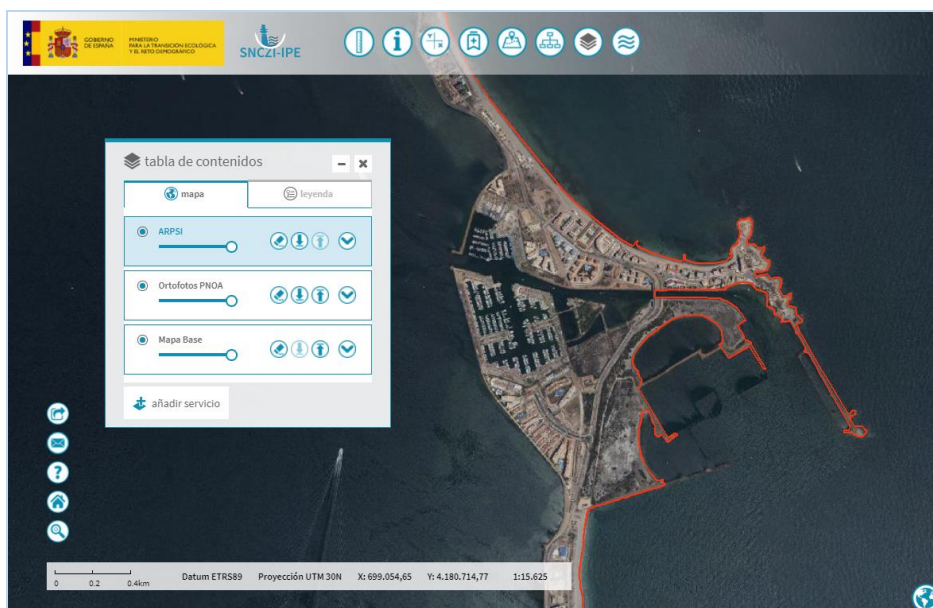 GOBIERNO
DE ESPAÑA
MINISTERIO
PARA LA TRANSICIÓN ECOLÓGICA
Y EL RETO DEMOGRÁFICO
SNCZI-IPE
tabla de contenidos
mapa
leyenda
ARPSI
Ortofotos PNOA
Mapa Base
añadir servicio
0 0.2 0.4km
Datum ETRS89 Proyección UTM 30N X: 699.054,65 Y: 4.180.714,77 1:15.625